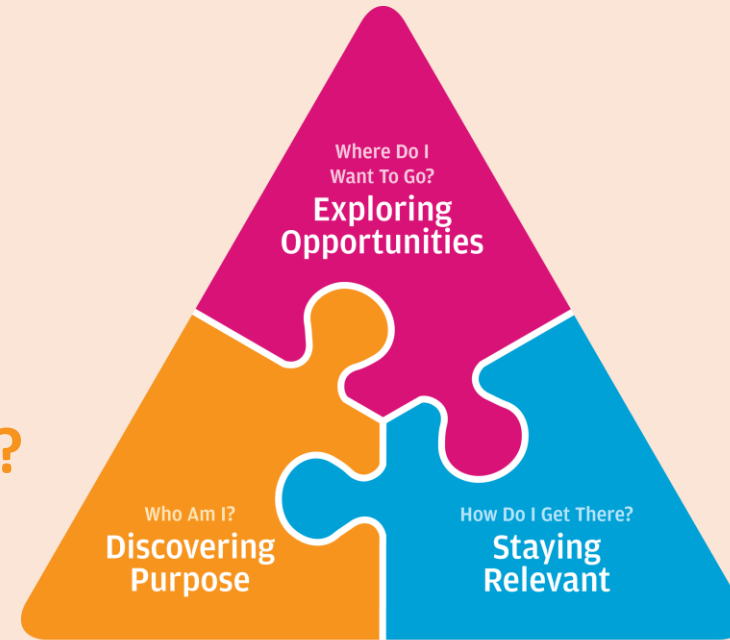 Where Do I
Want To Go?
Exploring
Opportunities
?
Who Am I?
Discovering
Purpose
How Do I Get There?
Staying
Relevant